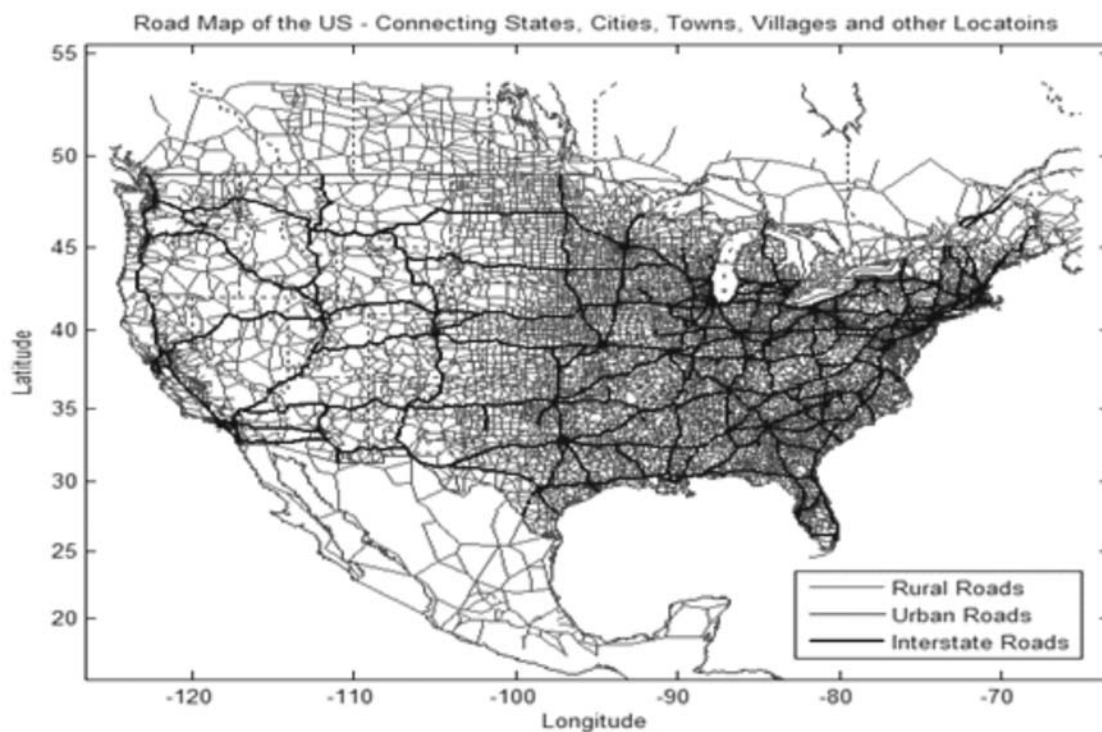 Road Map of the US - Connecting States, Cities, Towns, Villages and other Locatoins
55
50
45
40
35
30
25
20
Latitude
-120 -110 -100 -90 -80 -70
Longitude
Rural Roads
Urban Roads
Interstate Roads